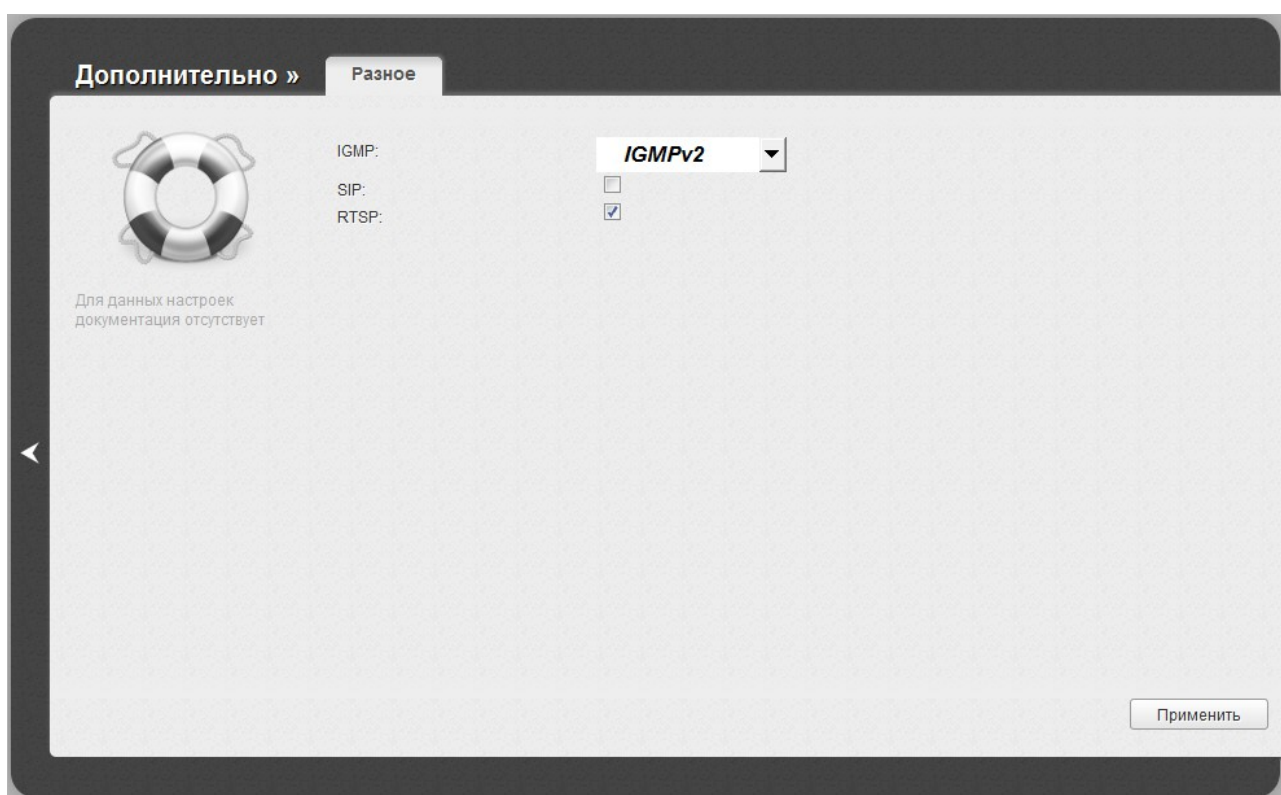 Дополнительно »
Разное
IGMP: IGMPv2
SIP:
RTSP:
Для данных настроек
документация отсутствует
Применить